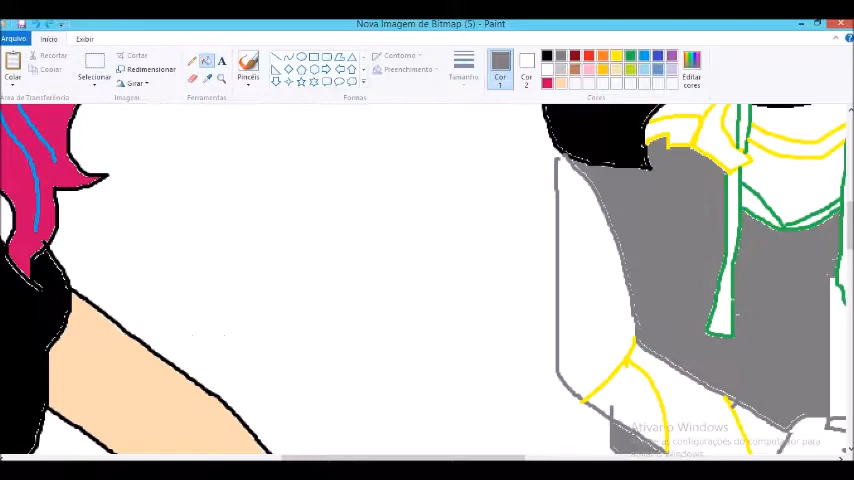 Nova Imagem de Bitmap (5) - Paint
Arquivo Início Exibir
Colar
Recortar
Copiar
Selecionar
Cortar
Redimensionar
Girar
A
Pincéis
Contorno
Preenchimento
Tamanho
Cor 1
Cor 2
Editar cores
Área de Transferência Imagem Ferramentas Formas Cores
Ativar o Windows
as configurações do computador para
ativar o Windows.